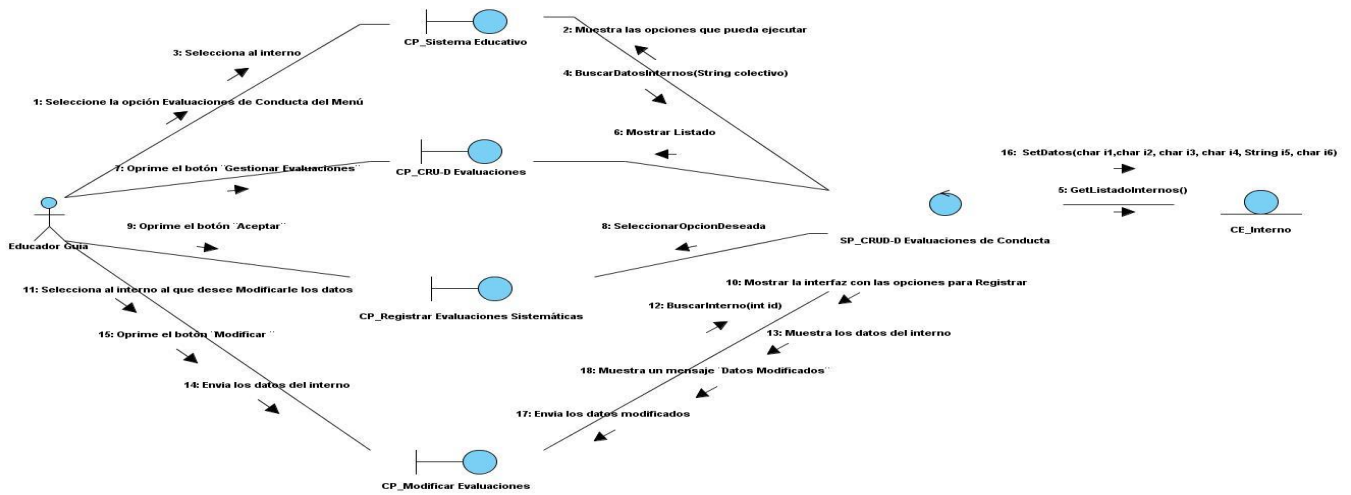 CP_Sistema Educativo
2: Muestra las opciones que pueda ejecutar
3: Selecciona al interno
4: BuscarDatosInternos(String colectivo)
1: Seleccione la opción Evaluaciones de Conducta del Menú
6: Mostrar Listado
16: SetDatos(char i1,char i2, char i3, char i4, String i5, char i6)
7: Oprime el botón ¨Gestionar Evaluaciones¨
CP_CRU-D Evaluaciones
5: GetListadoInternos()
9: Oprime el botón ¨Aceptar¨
8: SeleccionarOpcionDeseada
CE_Interno
Educador Guia
SP_CRUD-D Evaluaciones de Conducta
11: Selecciona al interno al que desee Modificarle los datos
10: Mostrar la interfaz con las opciones para Registrar
12: BuscarInterno(int id)
CP_Registrar Evaluaciones Sistemáticas
15: Oprime el botón ¨Modificar ¨
13: Muestra los datos del interno
18: Muestra un mensaje ¨Datos Modificados¨
14: Envia los datos del interno
17: Envia los datos modificados
CP_Modificar Evaluaciones